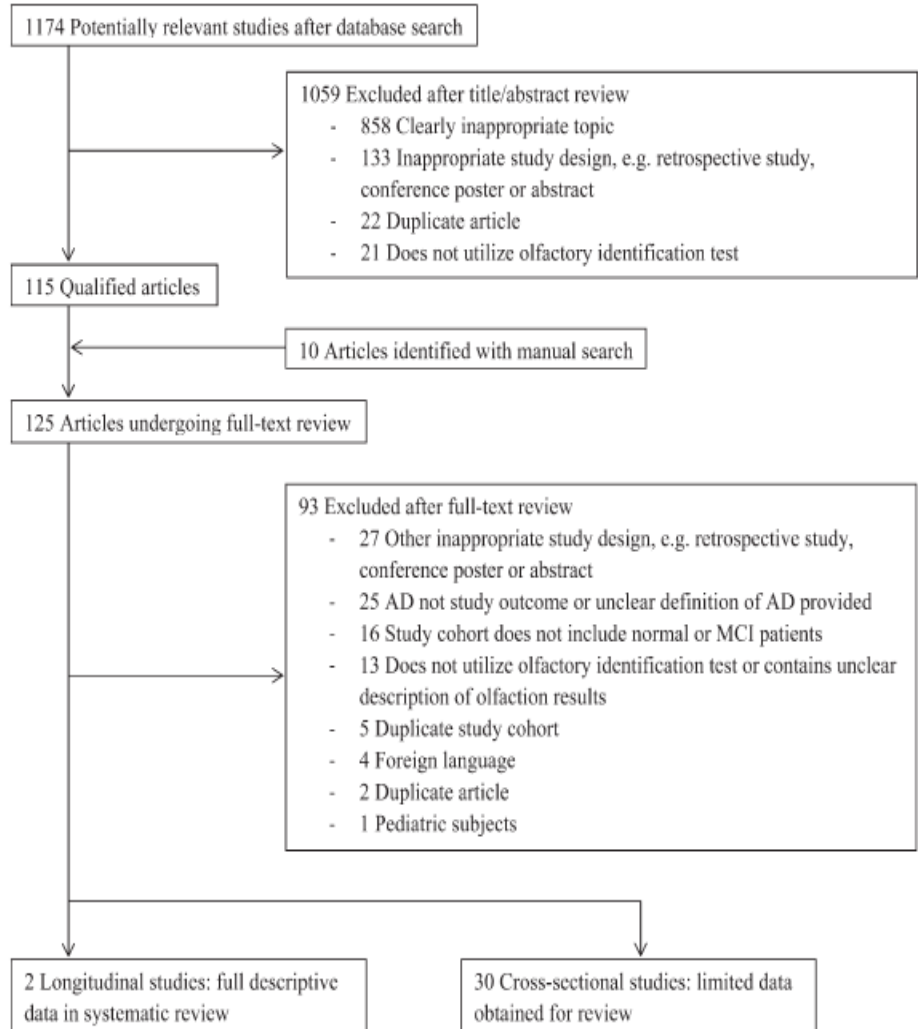 1174 Potentially relevant studies after database search
1059 Excluded after title/abstract review
- 858 Clearly inappropriate topic
- 133 Inappropriate study design, e.g. retrospective study,
conference poster or abstract
- 22 Duplicate article
- 21 Does not utilize olfactory identification test
115 Qualified articles
10 Articles identified with manual search
125 Articles undergoing full-text review
93 Excluded after full-text review
- 27 Other inappropriate study design, e.g. retrospective study,
conference poster or abstract
- 25 AD not study outcome or unclear definition of AD provided
- 16 Study cohort does not include normal or MCI patients
- 13 Does not utilize olfactory identification test or contains unclear
description of olfaction results
- 5 Duplicate study cohort
- 4 Foreign language
- 2 Duplicate article
- 1 Pediatric subjects
2 Longitudinal studies: full descriptive
data in systematic review
30 Cross-sectional studies: limited data
obtained for review